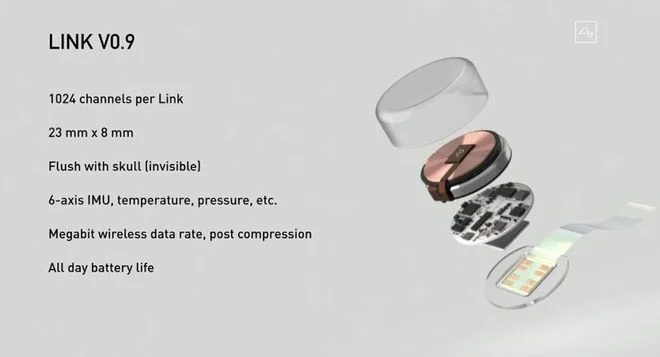 LINK V0.9
1024 channels per Link
23 mm x 8 mm
Flush with skull (invisible)
6-axis IMU, temperature, pressure, etc.
Megabit wireless data rate, post compression
All day battery life